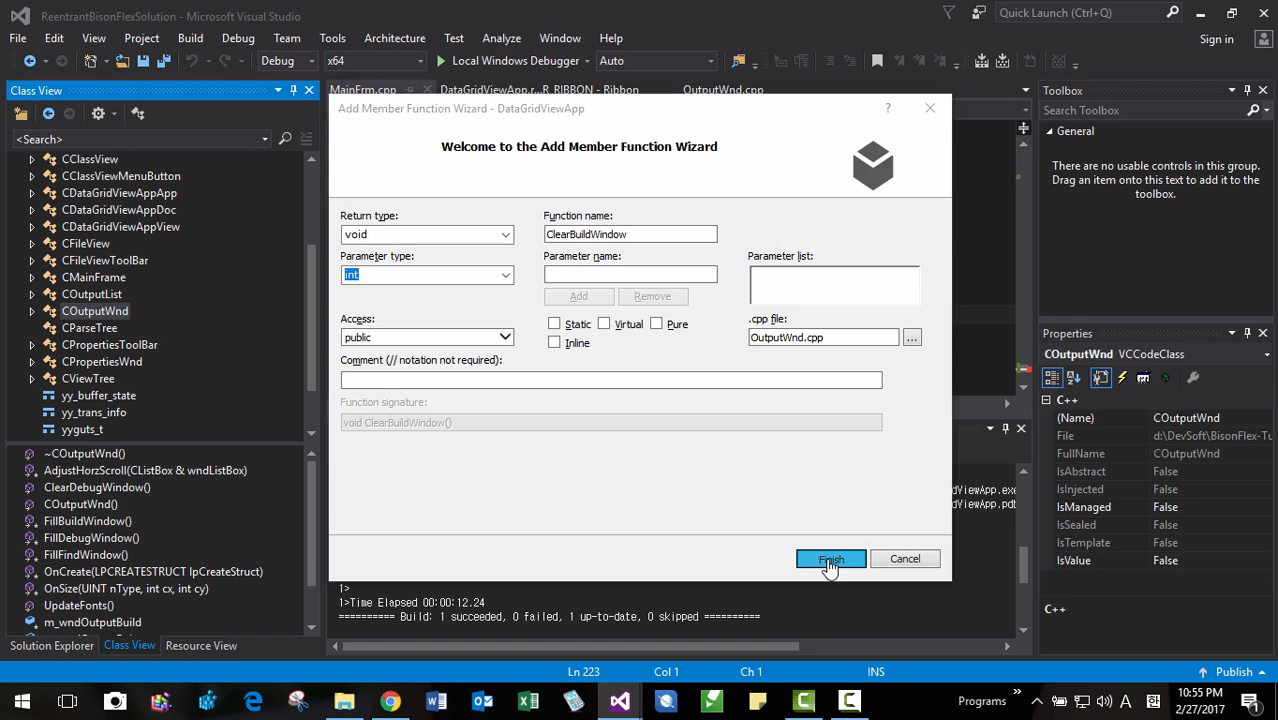 ReentrantBisonFlexSolution - Microsoft Visual Studio
Quick Launch (Ctrl+Q)
File Edit View Project Build Debug Team Tools Architecture Test Analyze Window Help
Sign in
Debug x64 Local Windows Debugger Auto
Class View
MainFrm.cpp DataGridViewApp.r...R_RIBBON - Ribbon OutputWnd.cpp
Toolbox
Search Toolbox
<Search>
General
There are no usable controls in this group. Drag an item onto this text to add it to the toolbox.
CClassView
CClassViewMenuButton
CDataGridViewAppApp
CDataGridViewAppDoc
CDataGridViewAppView
CFileView
CFileViewToolBar
CMainFrame
COutputList
COutputWnd
CParseTree
CPropertiesToolBar
CPropertiesWnd
CViewTree
yy_buffer_state
yy_trans_info
yyguts_t
~COutputWnd()
AdjustHorzScroll(CListBox & wndListBox)
ClearDebugWindow()
COutputWnd()
FillBuildWindow()
FillDebugWindow()
FillFindWindow()
OnCreate(LPCREATESTRUCT lpCreateStruct)
OnSize(UINT nType, int cx, int cy)
UpdateFonts()
m_wndOutputBuild
Solution Explorer Class View Resource View
Add Member Function Wizard - DataGridViewApp
?
Welcome to the Add Member Function Wizard
Return type:
void
Function name:
ClearBuildWindow
Parameter type:
int
Parameter name:
Parameter list:
Add Remove
Access:
public
Static Virtual Pure
Inline
.cpp file:
OutputWnd.cpp
...
Comment (// notation not required):
Function signature:
void ClearBuildWindow()
Finish Cancel
dViewApp.exe
dViewApp.pdb
1>
1>Time Elapsed 00:00:12.24
========== Build: 1 succeeded, 0 failed, 1 up-to-date, 0 skipped ==========
Properties
COutputWnd VCCodeClass
C++
(Name) COutputWnd
File d:\DevSoft\BisonFlex-Tu
FullName COutputWnd
IsAbstract False
IsInjected False
IsManaged False
IsSealed False
IsTemplate False
IsValue False
C++
Ln 223 Col 1 Ch 1 INS
Publish
Programs
A
10:55 PM
2/27/2017